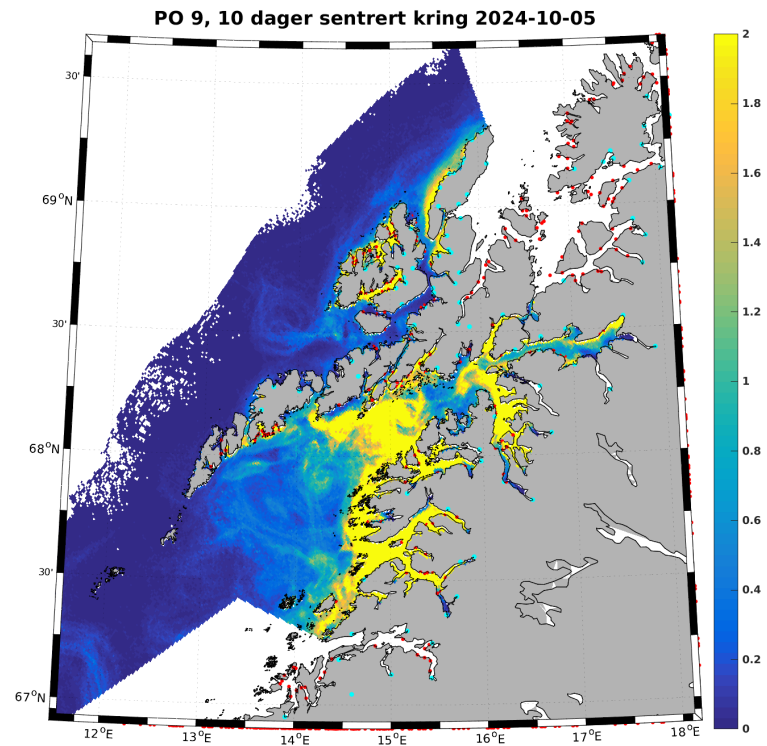 PO 9, 10 dager sentrert kring 2024-10-05
30'
69°N
30'
68°N
30'
67°N
12°E
13°E
14°E
15°E
16°E
17°E
18°E
2
1.8
1.6
1.4
1.2
1
0.8
0.6
0.4
0.2
0